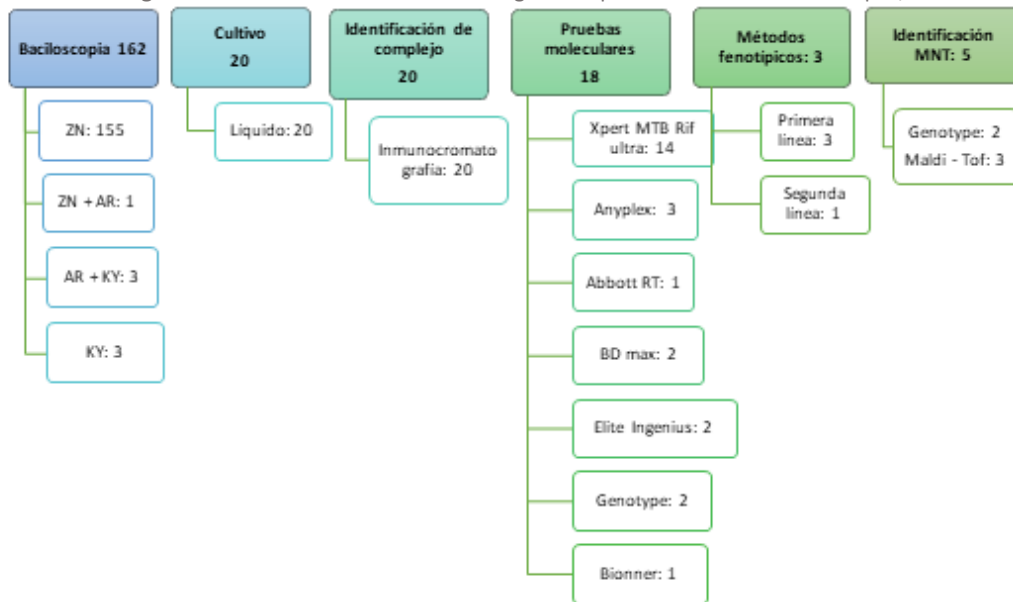 Baciloscopia 162
ZN: 155
ZN + AR: 1
AR + KY: 3
KY: 3
Cultivo
20
Líquido: 20
Identificación de
complejo
20
Inmunocromato
grafia: 20
Pruebas
moleculares
18
Xpert MTB Rif
ultra: 14
Anyplex: 3
Abbott RT: 1
BD max: 2
Elite Ingenius: 2
Genotype: 2
Bionner: 1
Métodos
fenotípicos: 3
Primera
linea: 3
Segunda
linea: 1
Identificación
MNT: 5
Genotype: 2
Maldi - Tof: 3